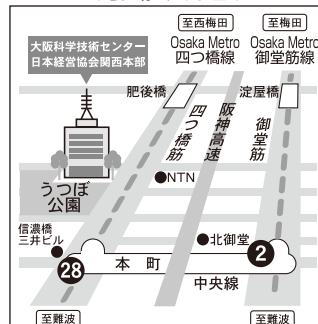 至西梅田
至梅田
大阪科学技術センター
日本経営協会関西本部
Osaka Metro
四つ橋線
Osaka Metro
御堂筋線
肥後橋
淀屋橋
四つ橋筋
阪神高速
御堂筋
NTN
うつぼ
公園
信濃橋
三井ビル
北御堂
2
28
本町
中央線
至難波
至難波